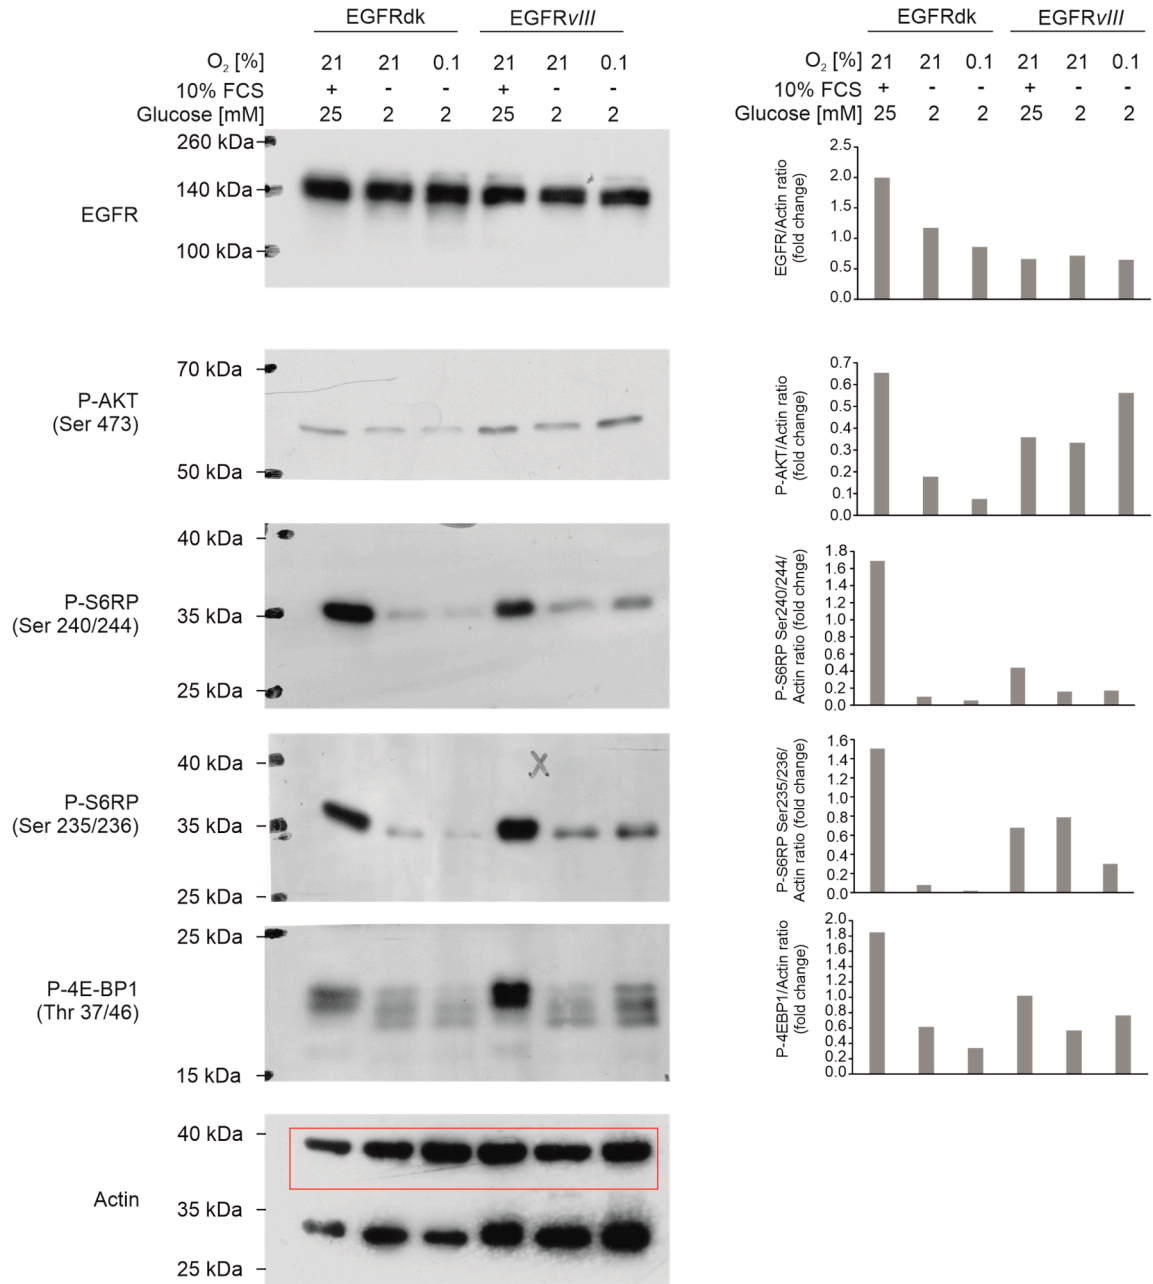 EGFRdk EGFRvIII
O₂ [%] 21 21 0.1 21 21 0.1
10% FCS + - - + - -
Glucose [mM] 25 2 2 25 2 2
260 kDa
140 kDa
EGFR
100 kDa
70 kDa
P-AKT
(Ser 473)
50 kDa
40 kDa
P-S6RP
35 kDa
(Ser 240/244)
25 kDa
40 kDa
P-S6RP
35 kDa
(Ser 235/236)
25 kDa
X
25 kDa
P-4E-BP1
(Thr 37/46)
15 kDa
40 kDa
Actin
35 kDa
25 kDa
EGFRdk EGFRvIII
O₂ [%] 21 21 0.1 21 21 0.1
10% FCS + - - + - -
Glucose [mM] 25 2 2 25 2 2
EGFR/Actin ratio
(fold change)
2.5
2.0
1.5
1.0
0.5
0.0
P-AKT/Actin ratio
(fold change)
0.7
0.6
0.5
0.4
0.3
0.2
0.1
0.0
P-S6RP Ser240/244/
Actin ratio (fold chnge)
1.8
1.6
1.4
1.2
1.0
0.8
0.6
0.4
0.2
0.0
P-S6RP Ser235/236/
Actin ratio (fold change)
1.6
1.4
1.2
1.0
0.8
0.6
0.4
0.2
0.0
P-4EBP1/Actin ratio
(fold change)
2.0
1.8
1.6
1.4
1.2
1.0
0.8
0.6
0.4
0.2
0.0